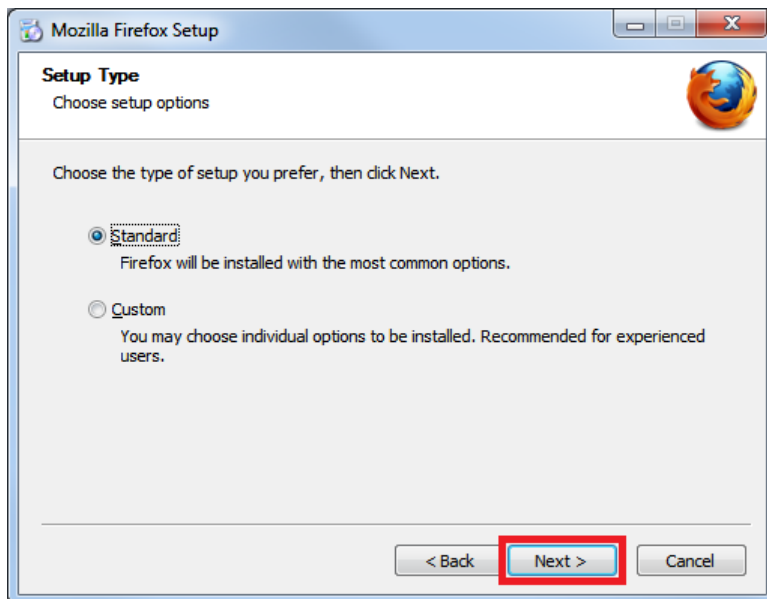 Mozilla Firefox Setup
Setup Type
Choose setup options
Choose the type of setup you prefer, then click Next.
Standard
Firefox will be installed with the most common options.
Custom
You may choose individual options to be installed. Recommended for experienced
users.
< Back
Next >
Cancel